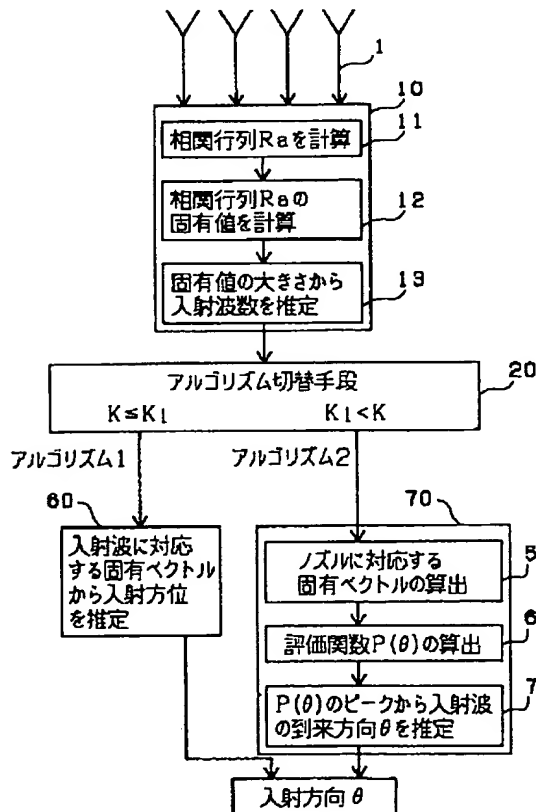 1
10
11
相関行列Raを計算
相関行列Raの
固有値を計算
12
固有値の大きさから
入射波数を推定
13
アルゴリズム切替手段
20
K≤K1
K1<K
アルゴリズム1
アルゴリズム2
60
70
入射波に対応
する固有ベクトル
から入射方位
を推定
ノズルに対応する
固有ベクトルの算出
5
評価関数P(θ)の算出
6
P(θ)のピークから入射波
の到来方向θを推定
7
入射方向θ